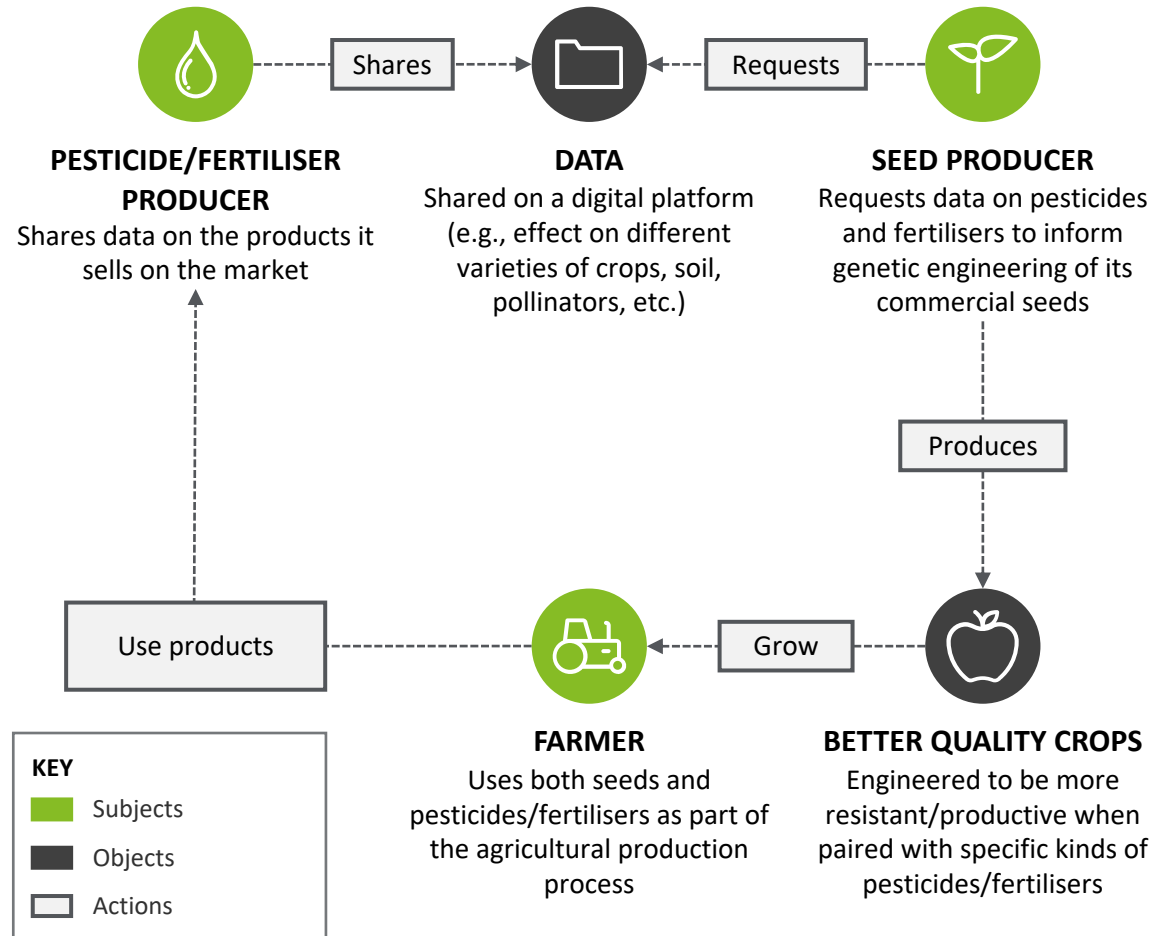 Shares
Requests
PESTICIDE/FERTILISER
PRODUCER
Shares data on the products it
sells on the market
DATA
Shared on a digital platform
(e.g., effect on different
varieties of crops, soil,
pollinators, etc.)
SEED PRODUCER
Requests data on pesticides
and fertilisers to inform
genetic engineering of its
commercial seeds
Produces
Use products
Grow
FARMER
Uses both seeds and
pesticides/fertilisers as part of
the agricultural production
process
BETTER QUALITY CROPS
Engineered to be more
resistant/productive when
paired with specific kinds of
pesticides/fertilisers
KEY
Subjects
Objects
Actions